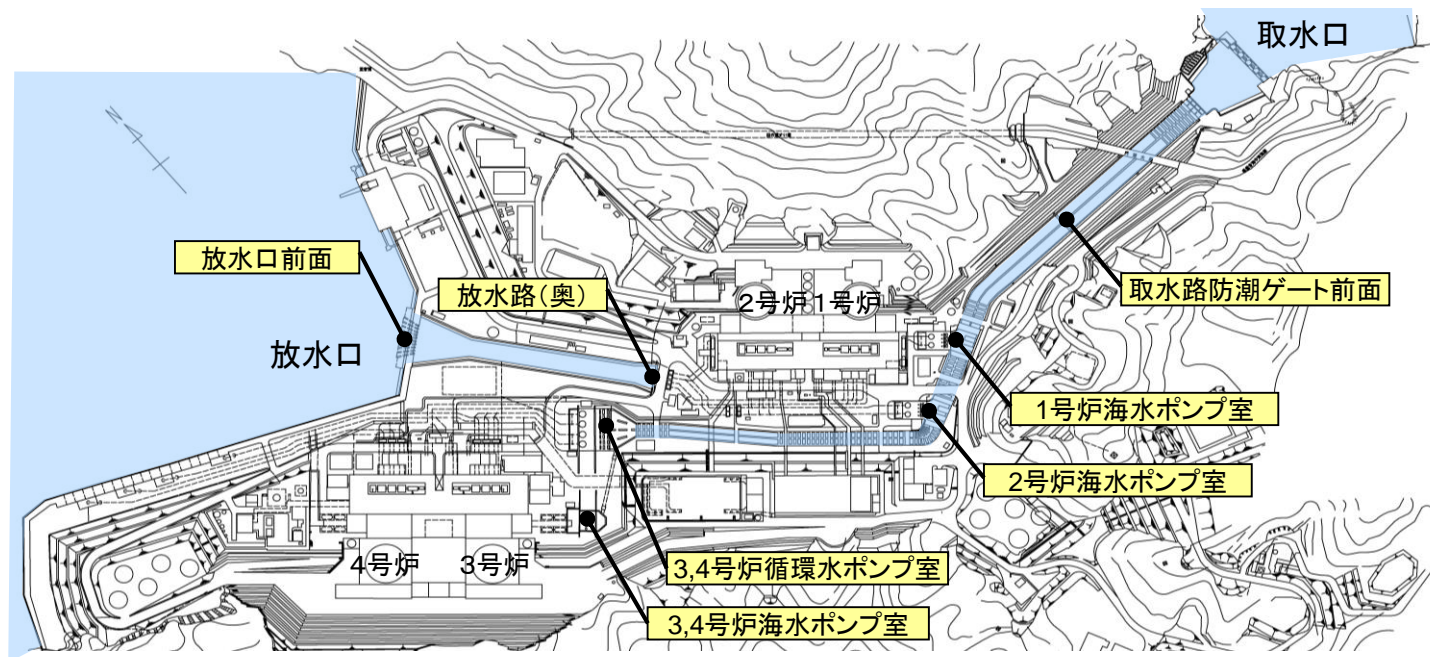 取水口
放水口前面
放水路(奥)
2号炉
1号炉
取水路防潮ゲート前面
放水口
1号炉海水ポンプ室
2号炉海水ポンプ室
4号炉
3号炉
3,4号炉循環水ポンプ室
3,4号炉海水ポンプ室
N